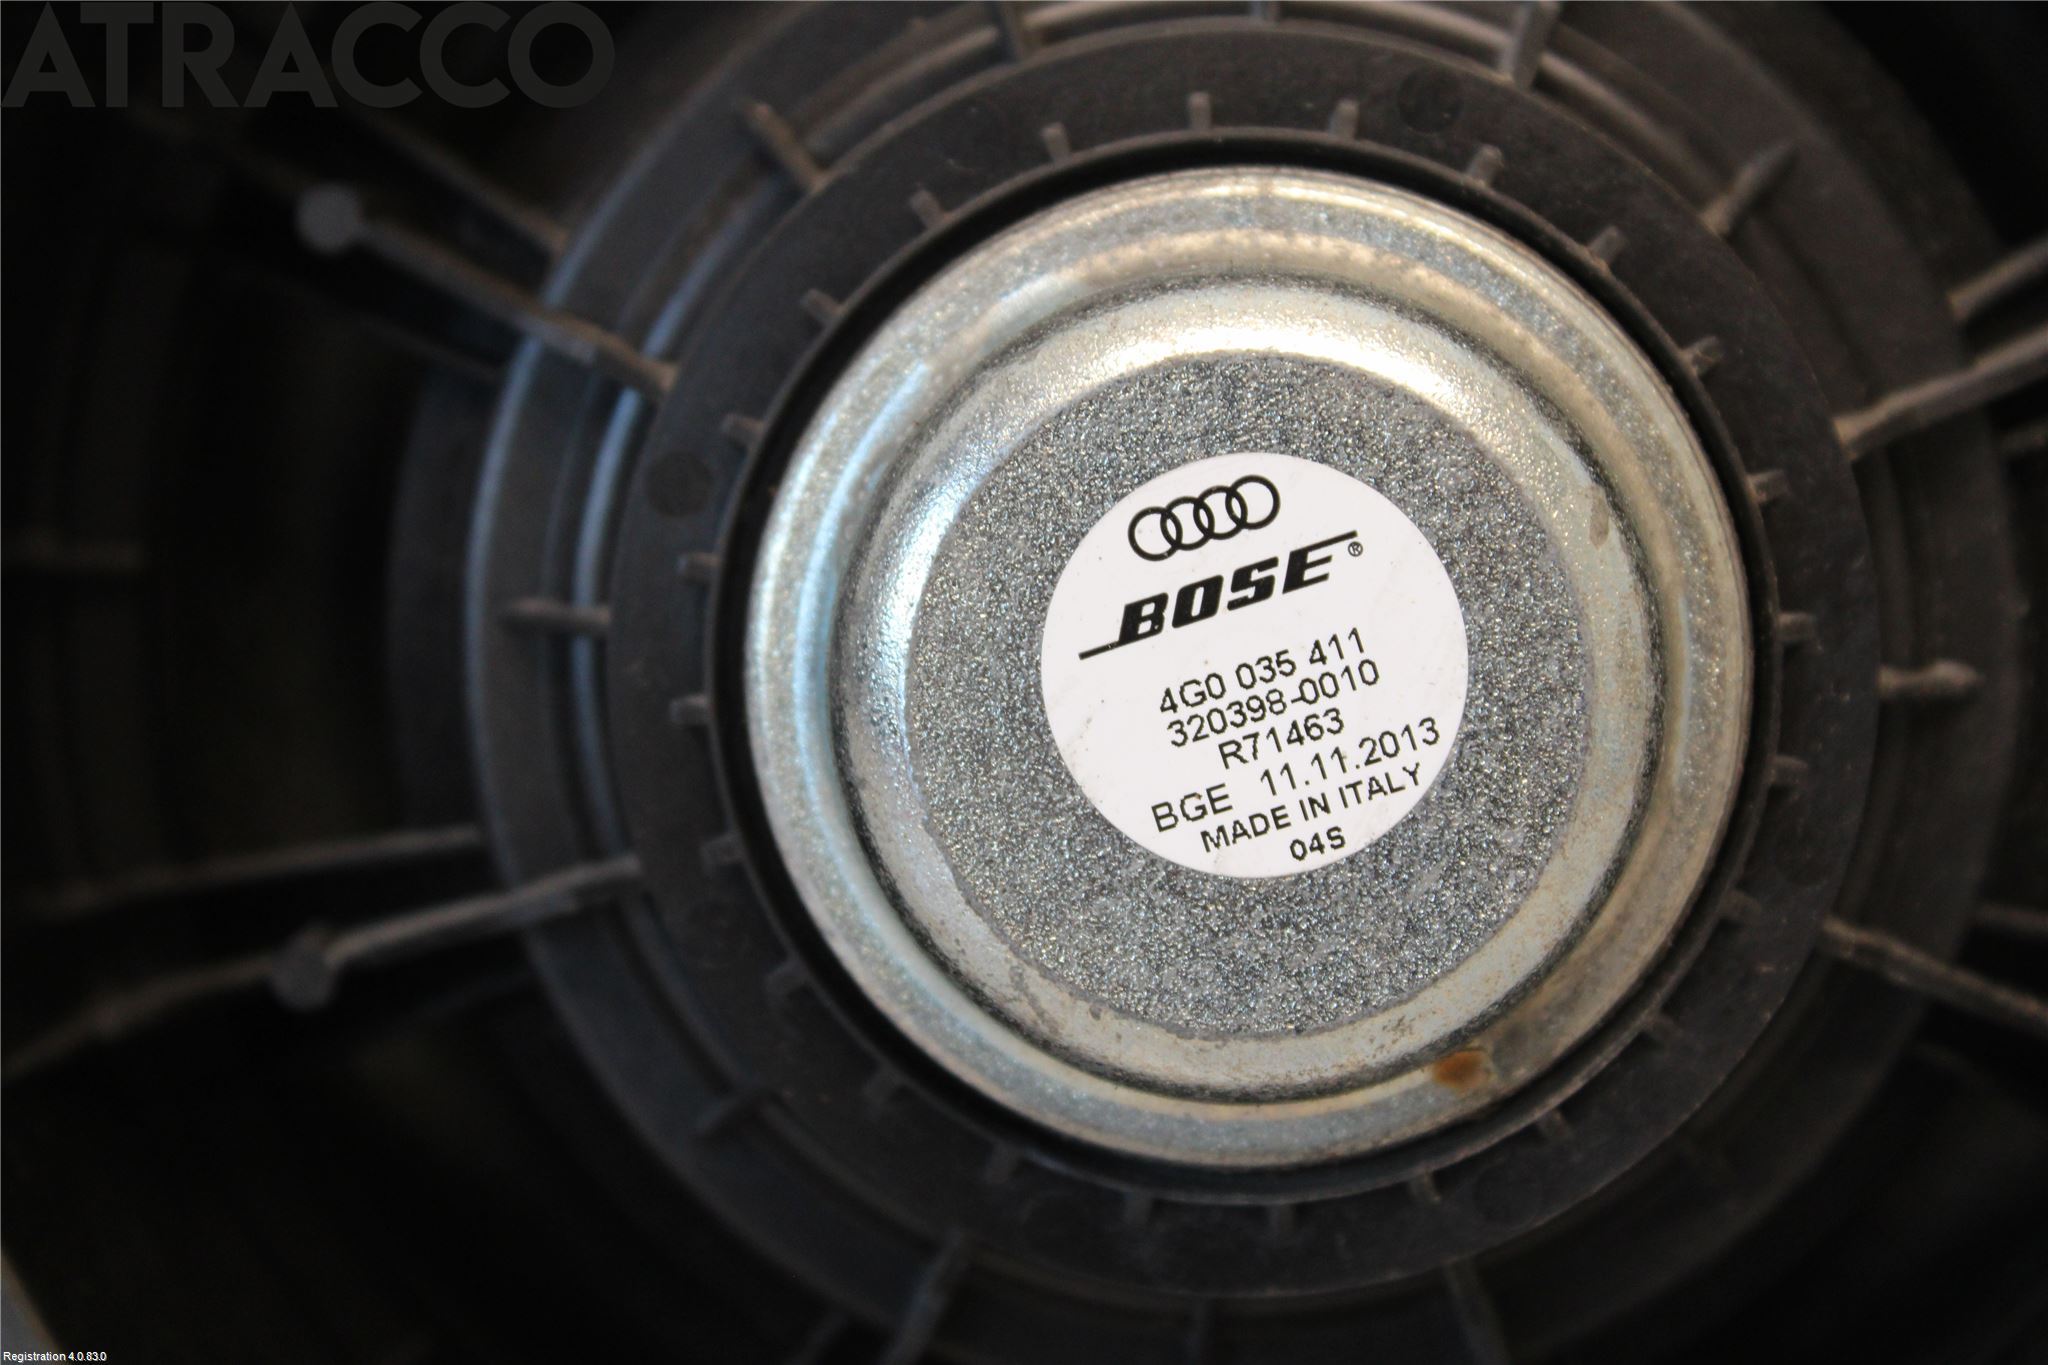 ATRACCO
BOSE®
4G0 035 411
320398-0010
R71463
BGE 11.11.2013
MADE IN ITALY
04S
Registration 4.0.83.0